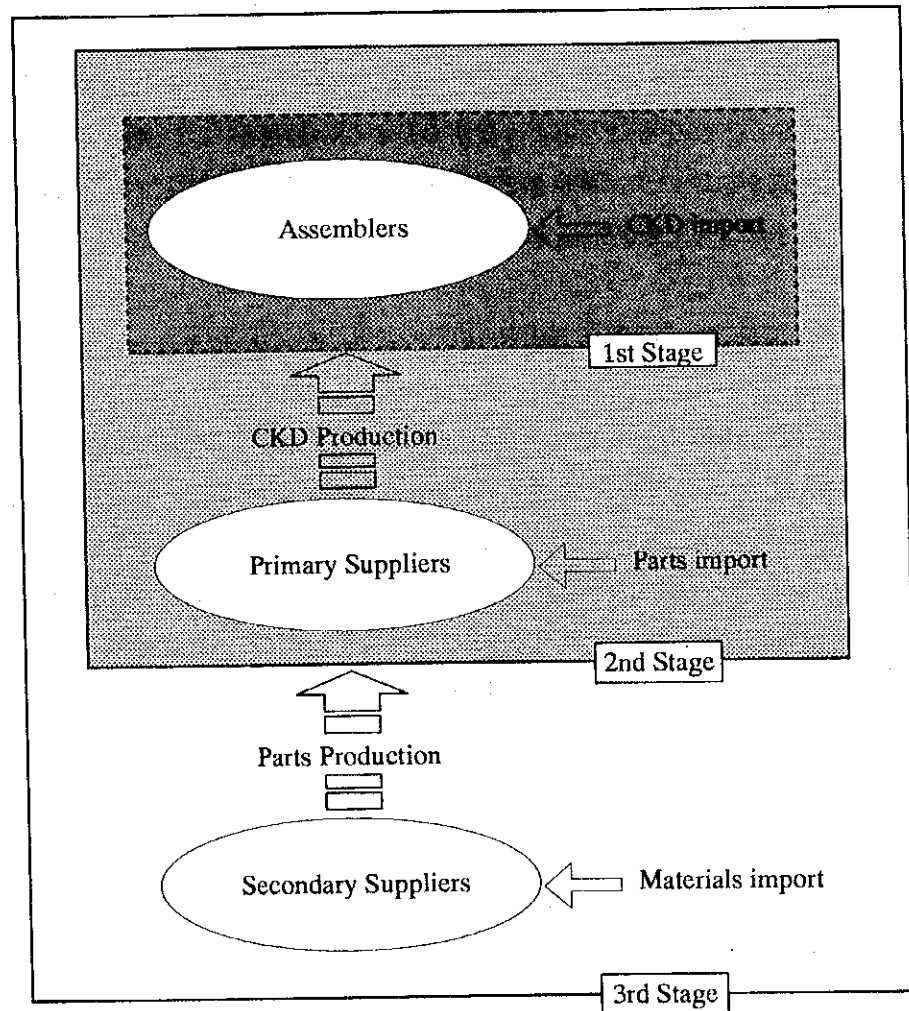 Assemblers
CKD import
1st Stage
CKD Production
Primary Suppliers
Parts import
2nd Stage
Parts Production
Secondary Suppliers
Materials import
3rd Stage